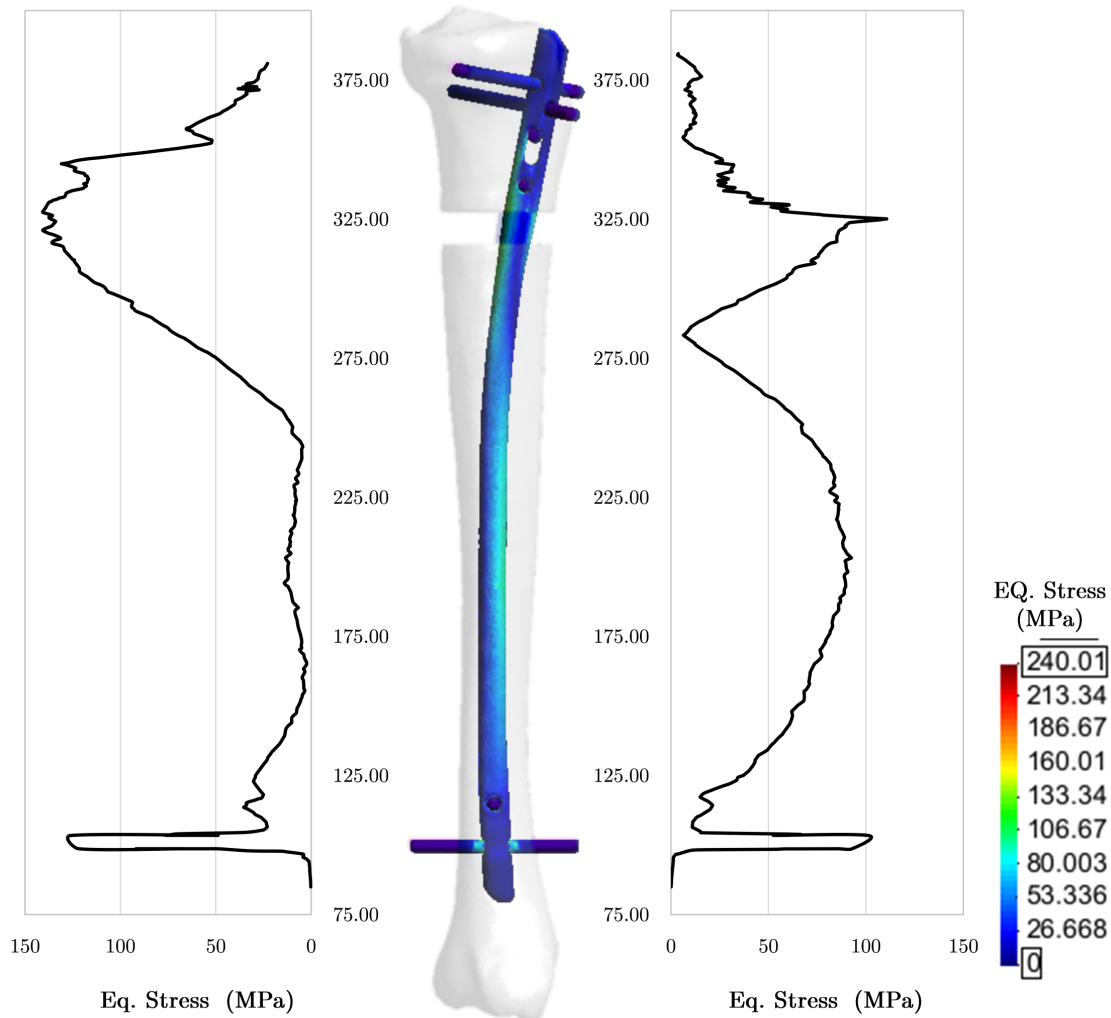 375.00 375.00
325.00 325.00
275.00 275.00
225.00 225.00
175.00 175.00
125.00 125.00
75.00 75.00
150 100 50 0
0 50 100 150
Eq. Stress (MPa)
Eq. Stress (MPa)
EQ. Stress
(MPa)
240.01
213.34
186.67
160.01
133.34
106.67
80.003
53.336
26.668
0